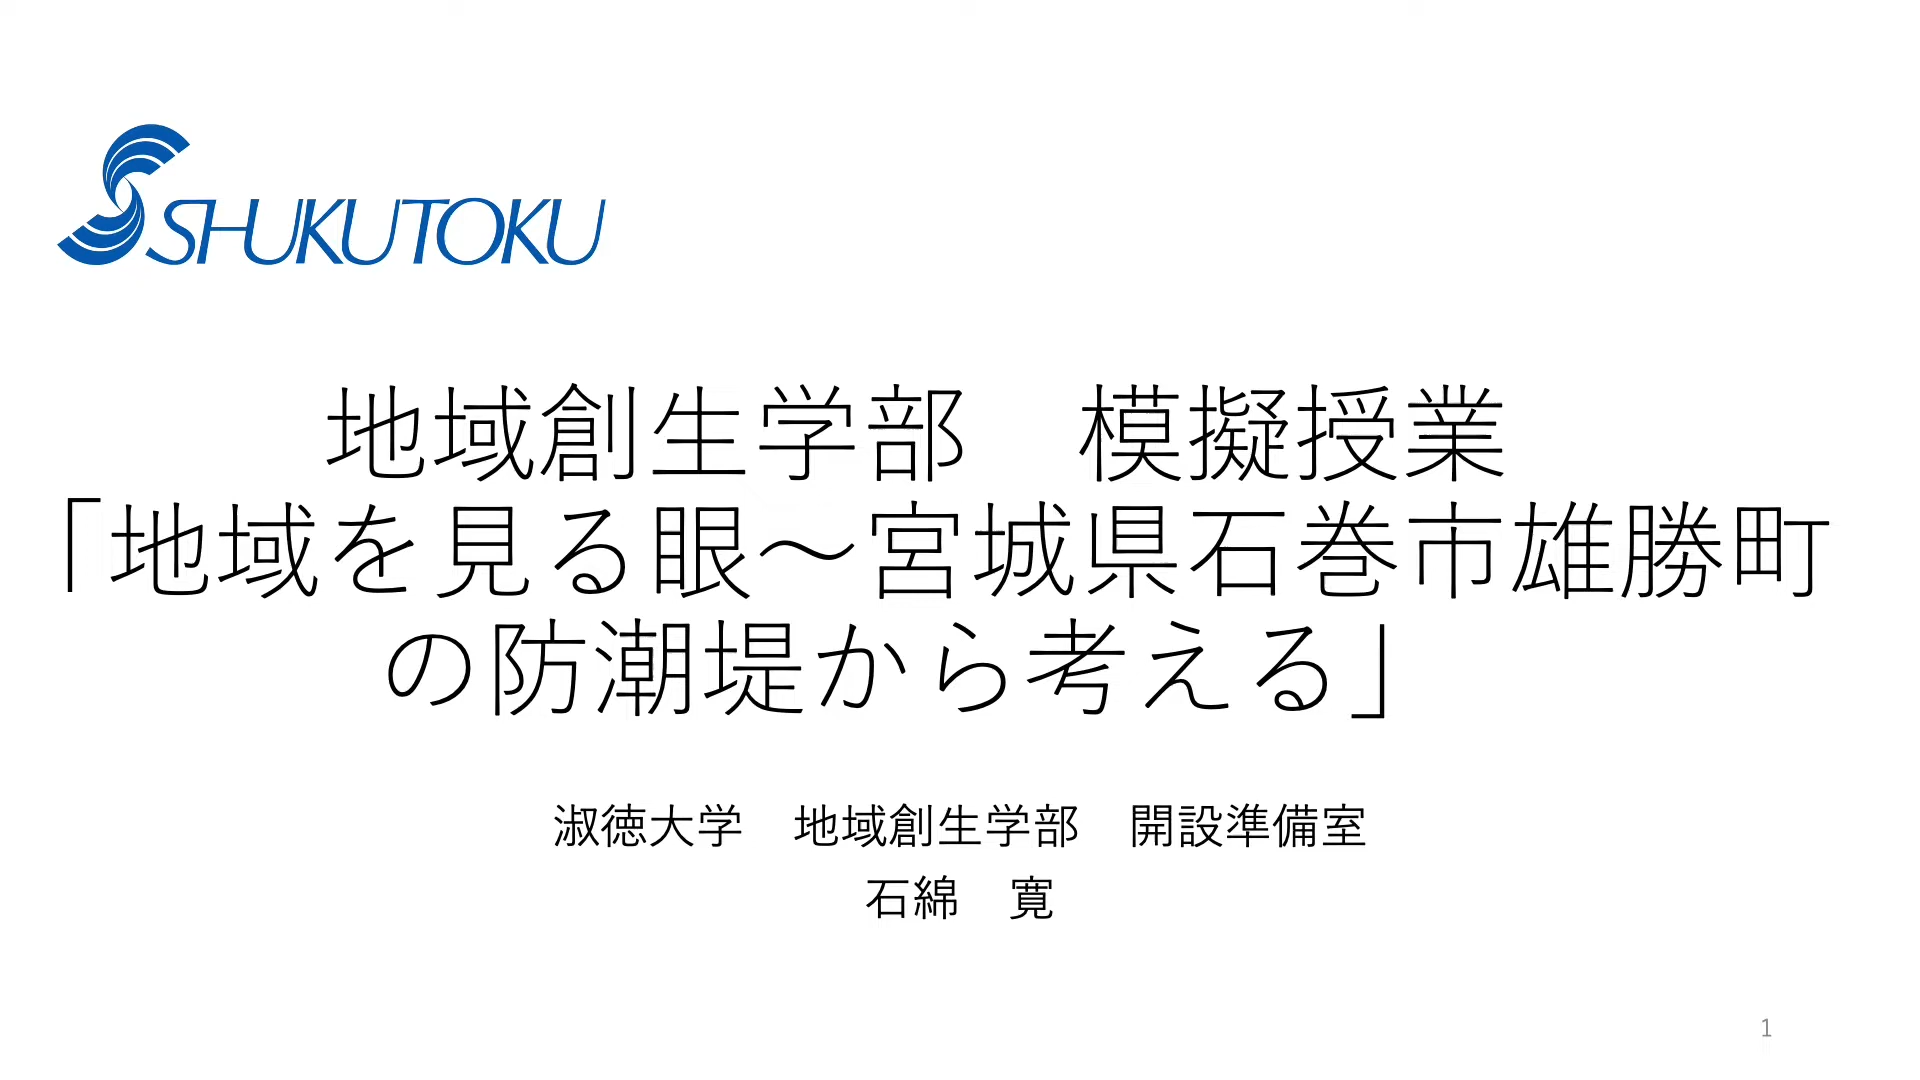 SHUKUTOKU
地域創生学部　模擬授業
「地域を見る眼～宮城県石巻市雄勝町
の防潮堤から考える」
淑徳大学　地域創生学部　開設準備室
石綿　寛
1